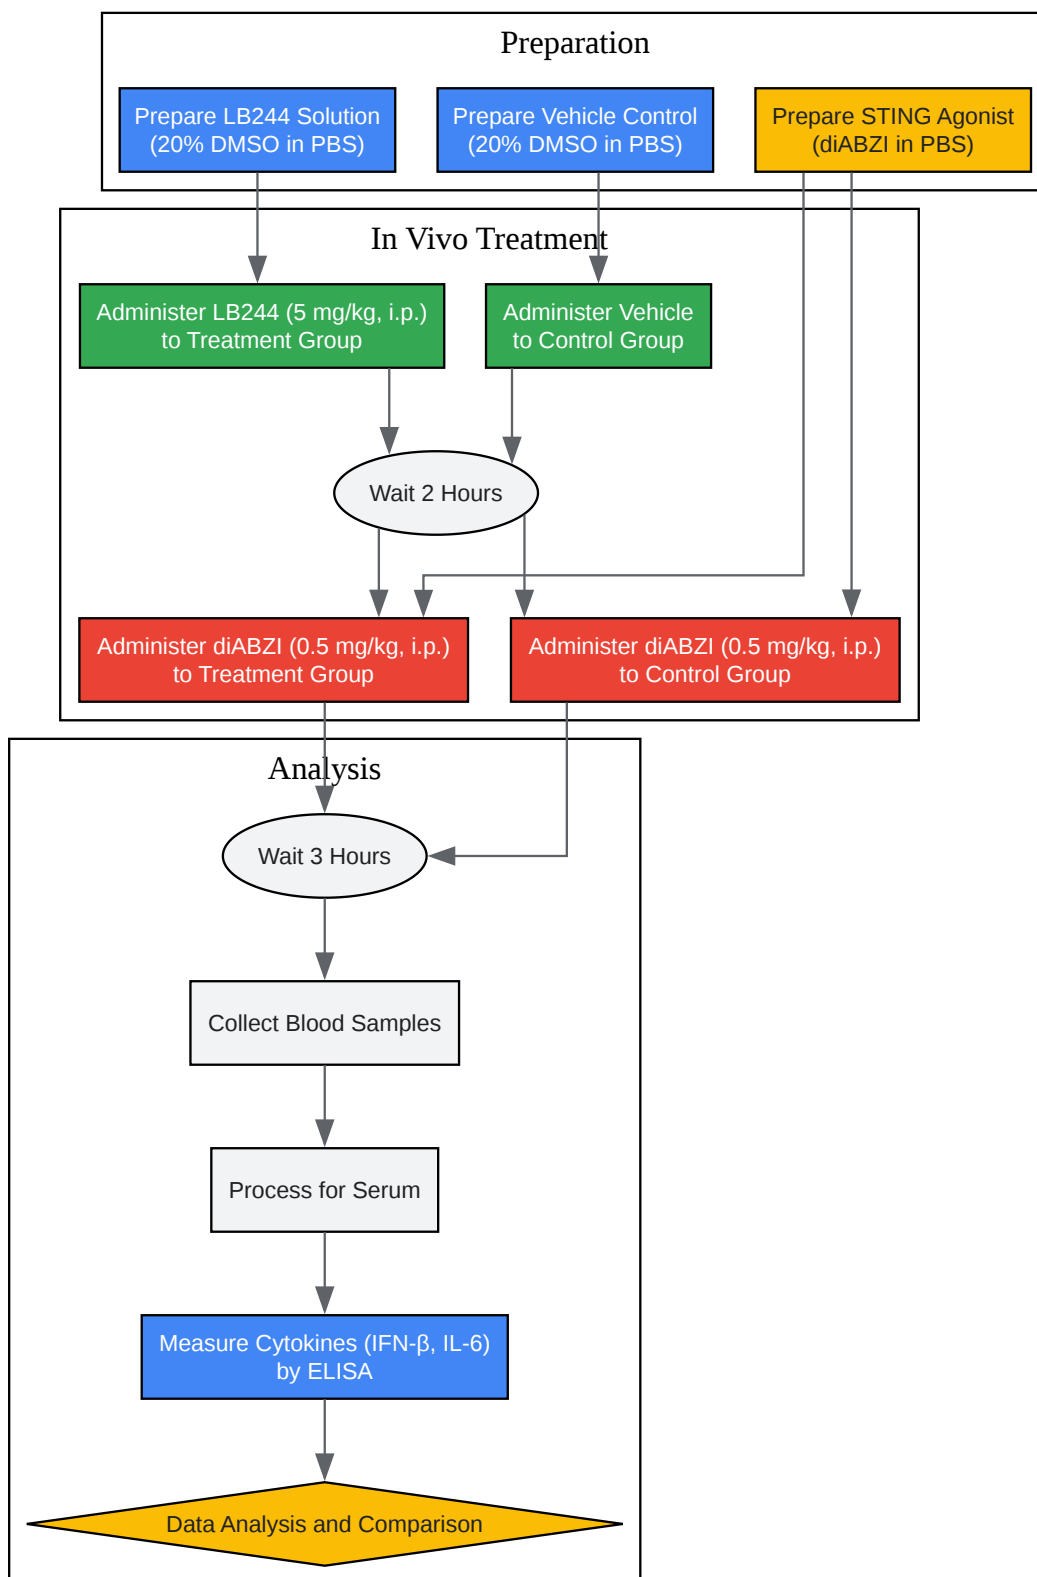 Preparation
Prepare LB244 Solution
(20% DMSO in PBS)
Prepare Vehicle Control
(20% DMSO in PBS)
Prepare STING Agonist
(diABZI in PBS)
In Vivo Treatment
Administer LB244 (5 mg/kg, i.p.)
to Treatment Group
Administer Vehicle
to Control Group
Wait 2 Hours
Administer diABZI (0.5 mg/kg, i.p.)
to Treatment Group
Administer diABZI (0.5 mg/kg, i.p.)
to Control Group
Analysis
Wait 3 Hours
Collect Blood Samples
Process for Serum
Measure Cytokines (IFN-β, IL-6)
by ELISA
Data Analysis and Comparison